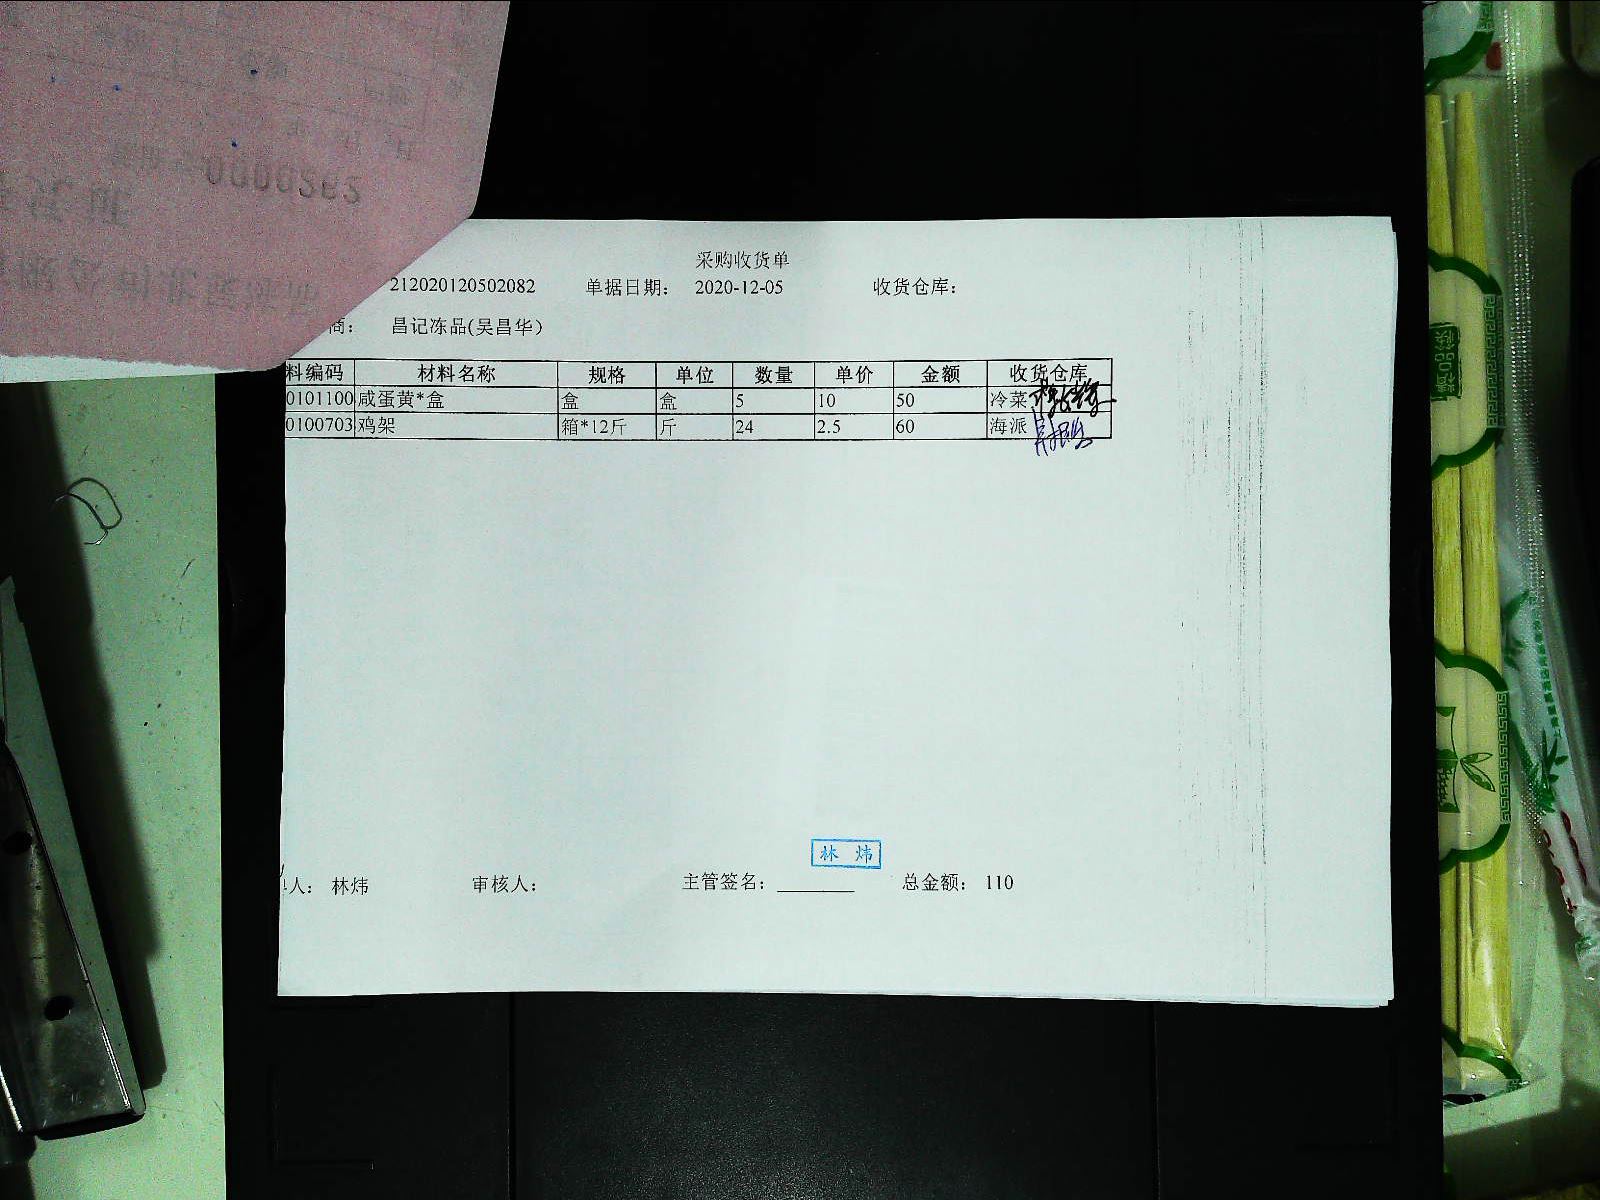 0000262
采购收货单
212020120502082 单据日期： 2020-12-05 收货仓库：
商： 昌记冻品(吴昌华)
料编码 材料名称 规格 单位 数量 单价 金额 收货仓库
0101100 咸蛋黄*盒 盒 盒 5 10 50 冷菜
0100703 鸡架 箱*12斤 斤 24 2.5 60 海派
林 炜
人： 林炜 审核人： 主管签名： 总金额： 110